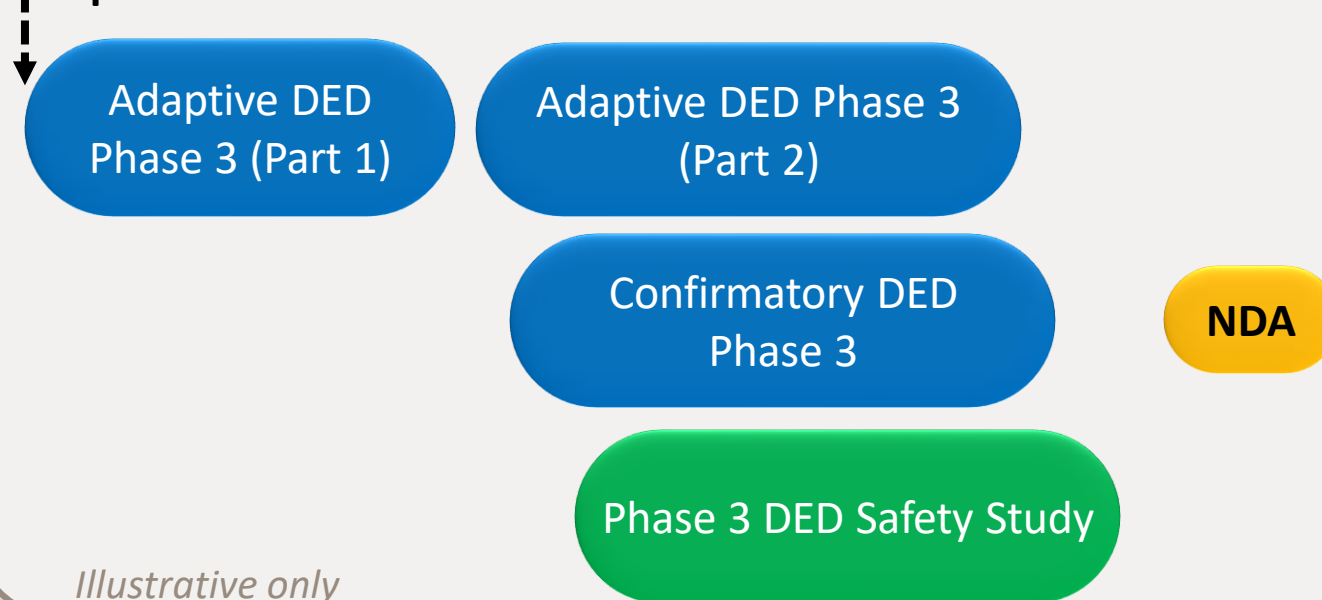 Adaptive DED
Phase 3 (Part 1)
Adaptive DED Phase 3
(Part 2)
Confirmatory DED
Phase 3
NDA
Phase 3 DED Safety Study
Illustrative only